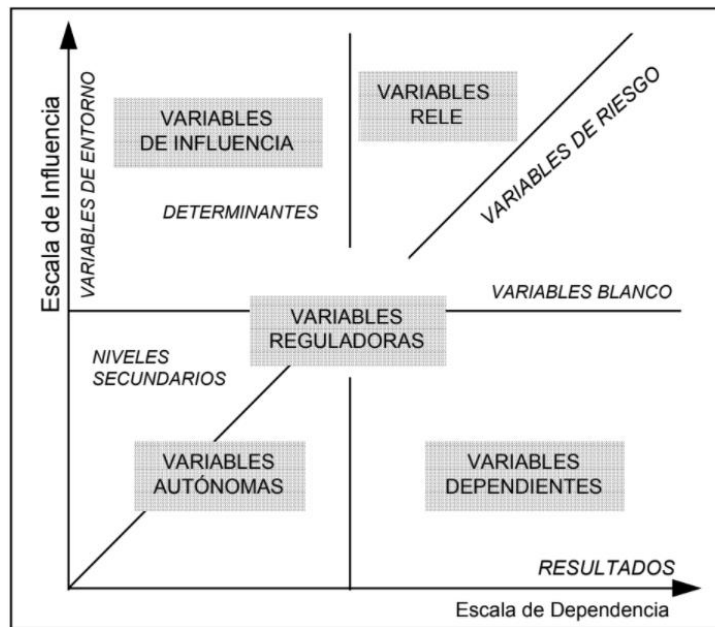 Escala de Influencia
VARIABLES DE ENTORNO
VARIABLES
DE INFLUENCIA
VARIABLES
RELE
VARIABLES DE RIESGO
DETERMINANTES
VARIABLES BLANCO
VARIABLES
REGULADORAS
NIVELES
SECUNDARIOS
VARIABLES
AUTÓNOMAS
VARIABLES
DEPENDIENTES
RESULTADOS
Escala de Dependencia